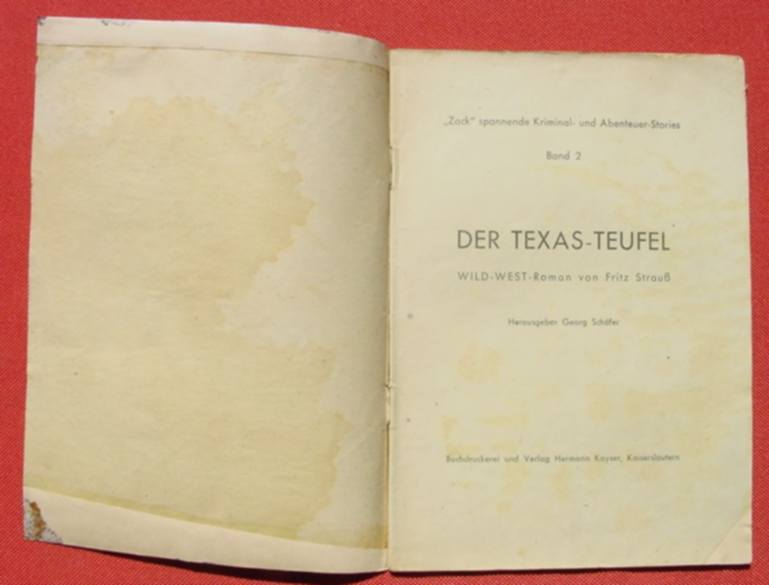 „Zack" spannende Kriminal- und Abenteuer-Stories
Band 2
DER TEXAS-TEUFEL
WILD-WEST-Roman von Fritz Strauß
Herausgeber Georg Schäfer
Buchdruckerei und Verlag Hermann Kayser, Kaiserslautern